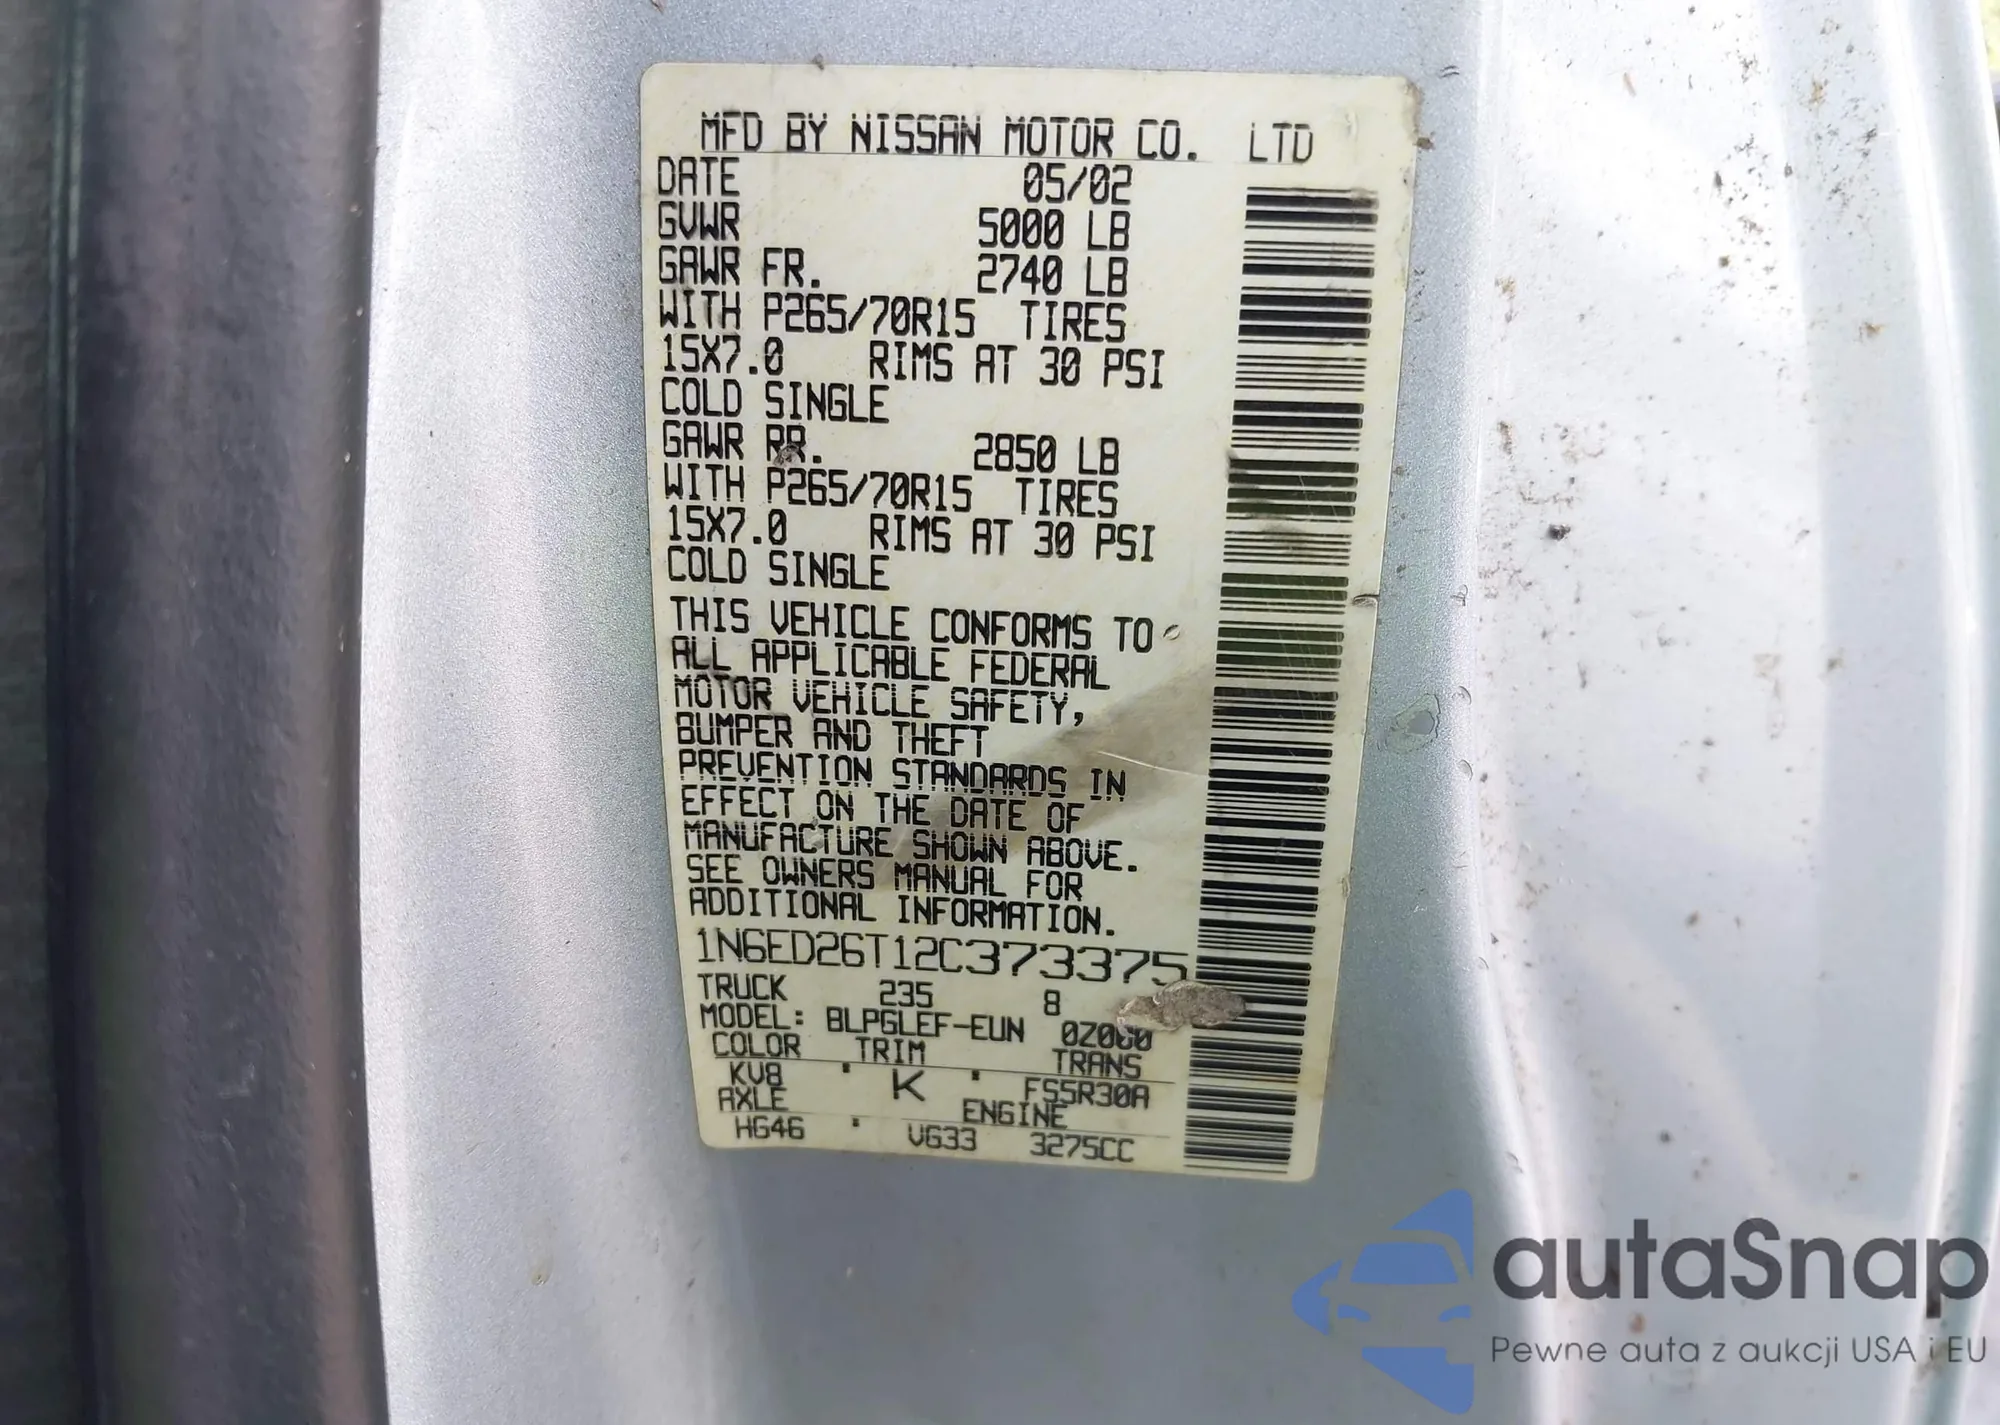 MFD BY NISSAN MOTOR CO. LTD
DATE 05/02
GVWR 5000 LB
GAWR FR. 2740 LB
WITH P265/70R15 TIRES
15X7.0 RIMS AT 30 PSI
COLD SINGLE
GAWR RR. 2850 LB
WITH P265/70R15 TIRES
15X7.0 RIMS AT 30 PSI
COLD SINGLE
THIS VEHICLE CONFORMS TO
ALL APPLICABLE FEDERAL
MOTOR VEHICLE SAFETY,
BUMPER AND THEFT
PREVENTION STANDARDS IN
EFFECT ON THE DATE OF
MANUFACTURE SHOWN ABOVE.
SEE OWNERS MANUAL FOR
ADDITIONAL INFORMATION.
1N6ED26T12C373375
TRUCK 235 8
MODEL: BLPGLEF-EUN 0Z000
COLOR TRIM TRANS
KV8 K FS5R30A
AXLE ENGINE
HG46 VG33 3275CC
autaSnap
Pewne auta z aukcji USA i EU